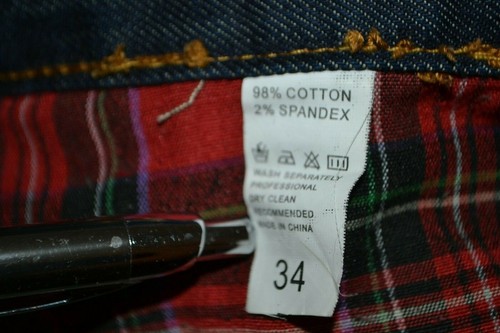 98% COTTON
2% SPANDEX
WASH SEPARATELY
PROFESSIONAL
DRY CLEAN
RECOMMENDED
MADE IN CHINA
34